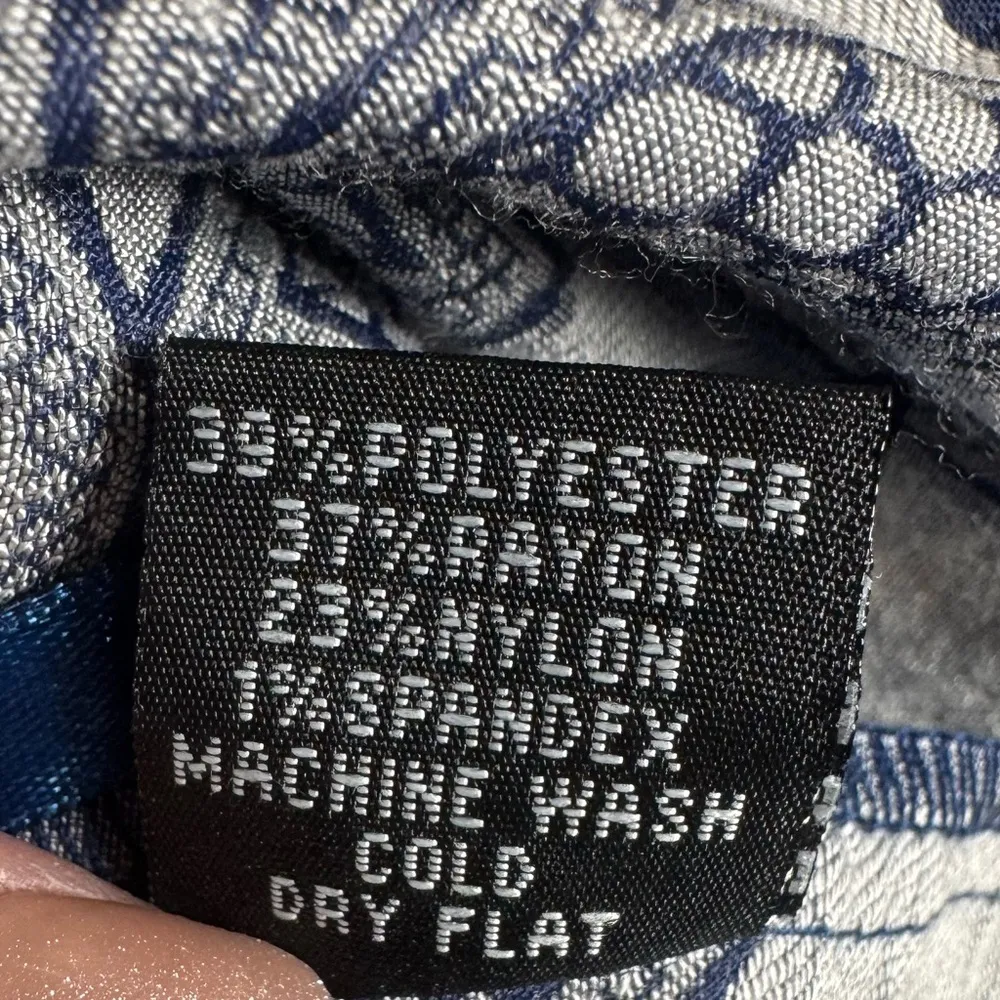 39%POLYESTER
37%RAYON
23%NYLON
1%SPANDEX
MACHINE WASH
COLD
DRY FLAT